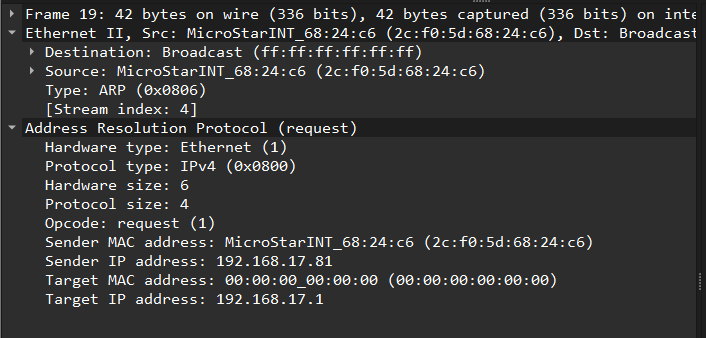 Frame 19: 42 bytes on wire (336 bits), 42 bytes captured (336 bits) on inte
Ethernet II, Src: MicroStarINT_68:24:c6 (2c:f0:5d:68:24:c6), Dst: Broadcast
Destination: Broadcast (ff:ff:ff:ff:ff:ff)
Source: MicroStarINT_68:24:c6 (2c:f0:5d:68:24:c6)
Type: ARP (0x0806)
[Stream index: 4]
Address Resolution Protocol (request)
Hardware type: Ethernet (1)
Protocol type: IPv4 (0x0800)
Hardware size: 6
Protocol size: 4
Opcode: request (1)
Sender MAC address: MicroStarINT_68:24:c6 (2c:f0:5d:68:24:c6)
Sender IP address: 192.168.17.81
Target MAC address: 00:00:00_00:00:00 (00:00:00:00:00:00)
Target IP address: 192.168.17.1